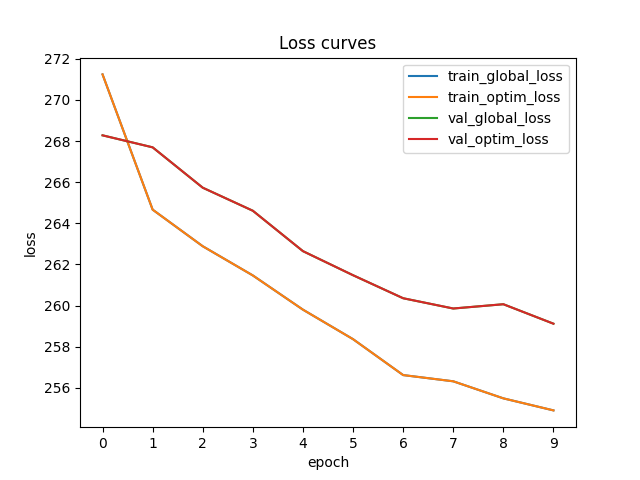 Loss curves
272
270
268
266
264
262
260
258
256
loss
train_global_loss
train_optim_loss
val_global_loss
val_optim_loss
0 1 2 3 4 5 6 7 8 9
epoch